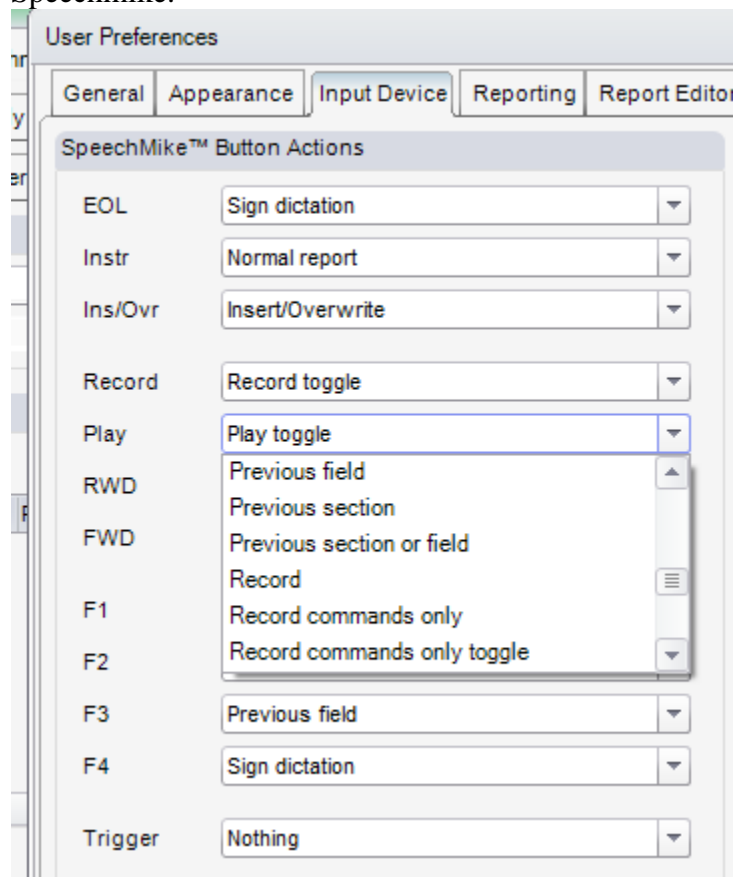 User Preferences
General Appearance Input Device Reporting Report Editor
SpeechMike™ Button Actions
EOL Sign dictation
Instr Normal report
Ins/Ovr Insert/Overwrite
Record Record toggle
Play Play toggle
Previous field
RWD
Previous section
FWD
Previous section or field
Record
F1
Record commands only
F2
Record commands only toggle
F3 Previous field
F4 Sign dictation
Trigger Nothing